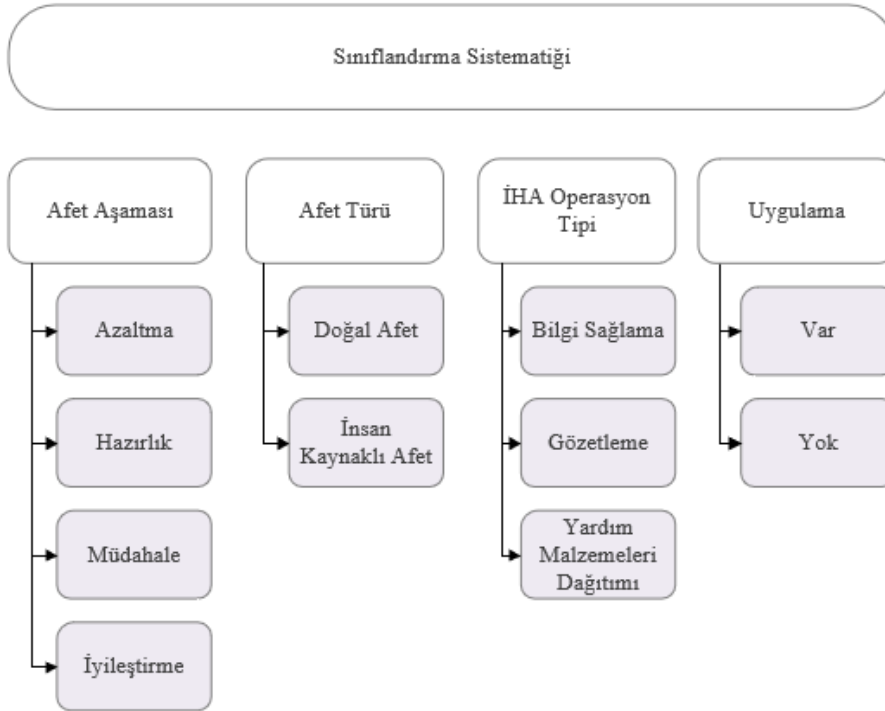 Sınıflandırma Sistematiği
Afet Aşaması
Azaltma
Hazırlık
Müdahale
İyileştirme
Afet Türü
Doğal Afet
İnsan
Kaynaklı Afet
İHA Operasyon
Tipi
Bilgi Sağlama
Gözetleme
Yardım
Malzemeleri
Dağıtımı
Uygulama
Var
Yok